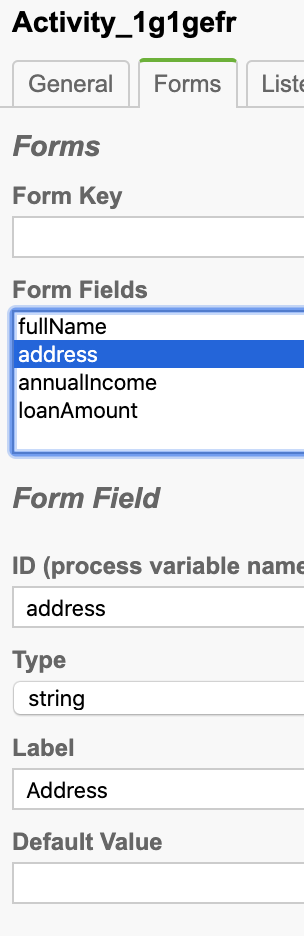 Activity_1g1gefr
General Forms Liste
Forms
Form Key
Form Fields
fullName
address
annualIncome
loanAmount
Form Field
ID (process variable name
address
Type
string
Label
Address
Default Value